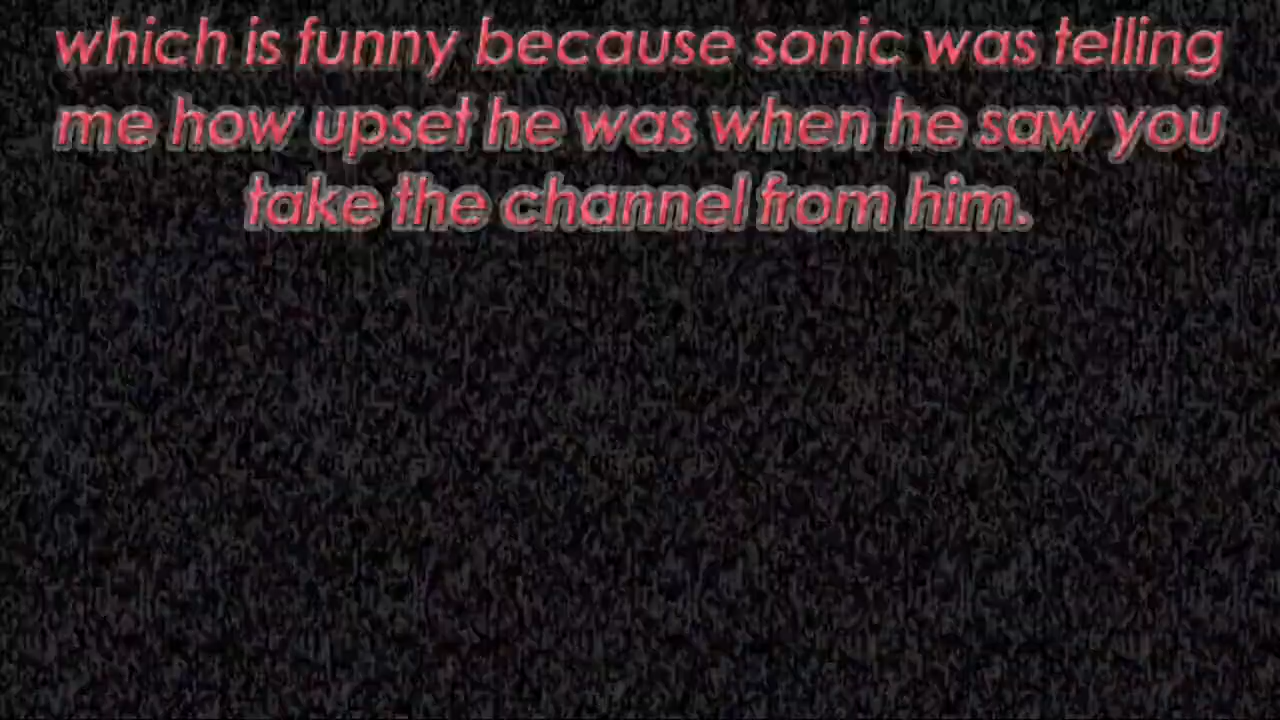 which is funny because sonic was telling
me how upset he was when he saw you
take the channel from him.